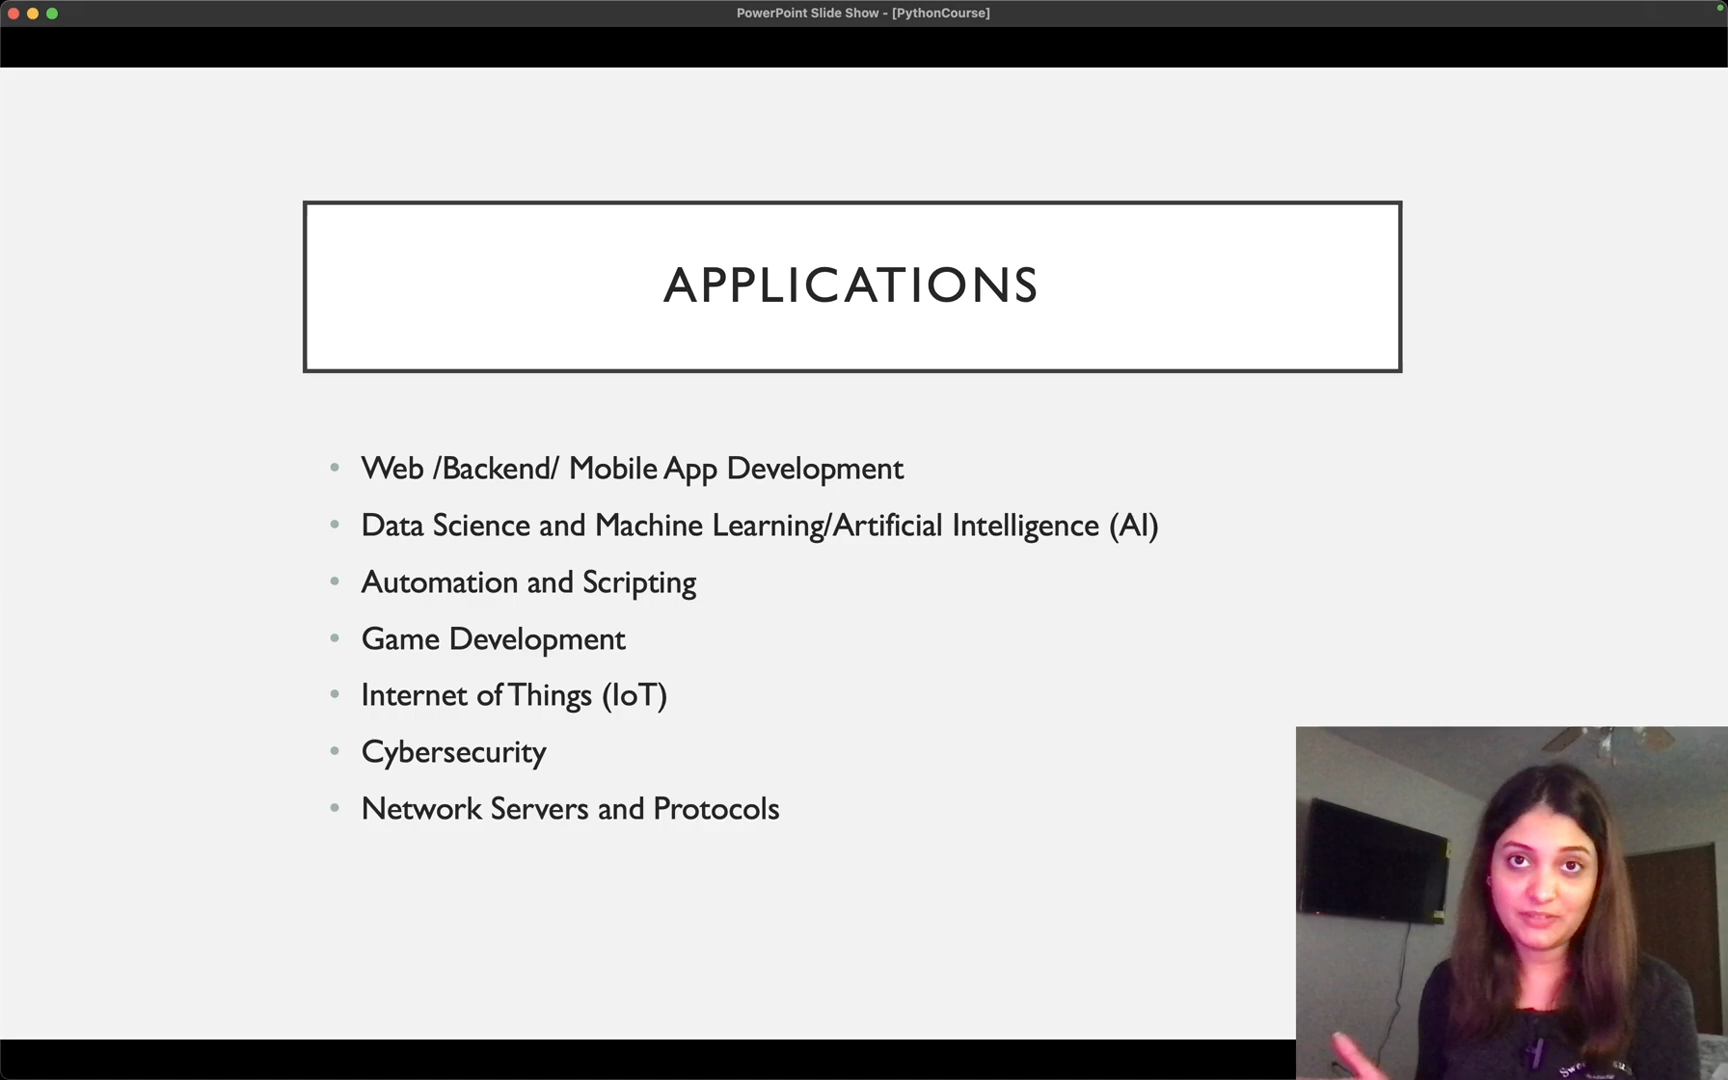 PowerPoint Slide Show - [PythonCourse]
APPLICATIONS
• Web /Backend/ Mobile App Development
• Data Science and Machine Learning/Artificial Intelligence (AI)
• Automation and Scripting
• Game Development
• Internet of Things (IoT)
• Cybersecurity
• Network Servers and Protocols